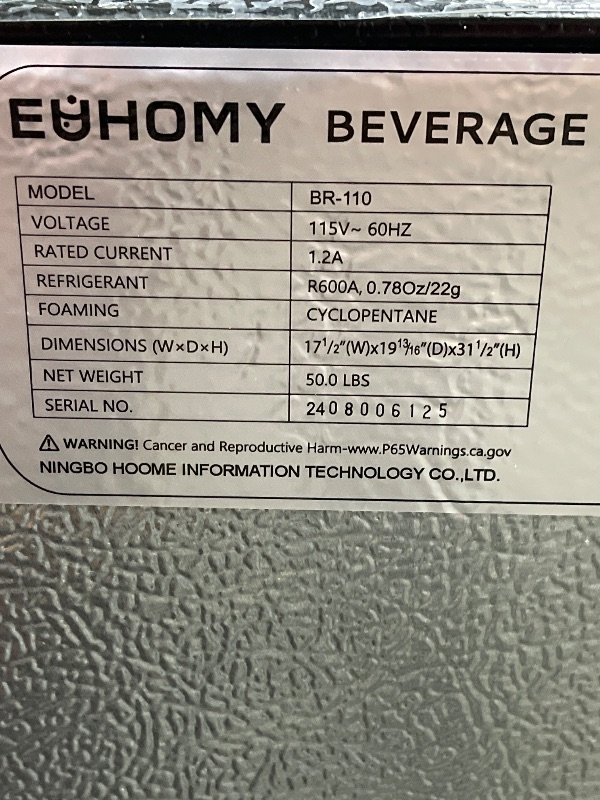 EUHOMY BEVERAGE
MODEL BR-110
VOLTAGE 115V~ 60HZ
RATED CURRENT 1.2A
REFRIGERANT R600A, 0.78Oz/22g
FOAMING CYCLOPENTANE
DIMENSIONS (W×D×H) 17 1/2"(W)x19 13/16"(D)x31 1/2"(H)
NET WEIGHT 50.0 LBS
SERIAL NO. 2408006125
⚠ WARNING! Cancer and Reproductive Harm-www.P65Warnings.ca.gov
NINGBO HOOME INFORMATION TECHNOLOGY CO.,LTD.